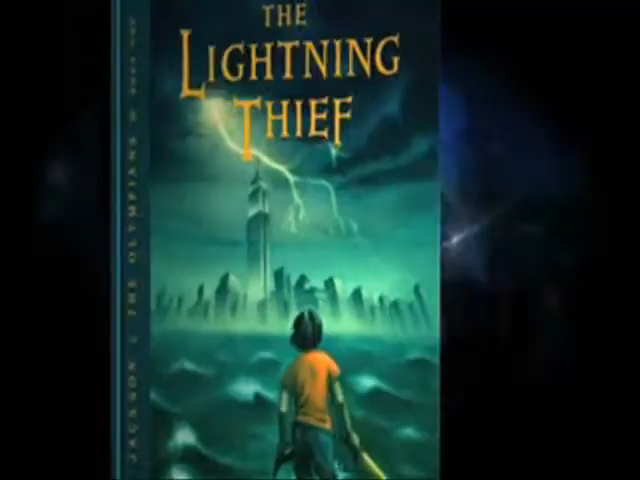 THE
LIGHTNING
THIEF
JACKSON & THE OLYMPIANS